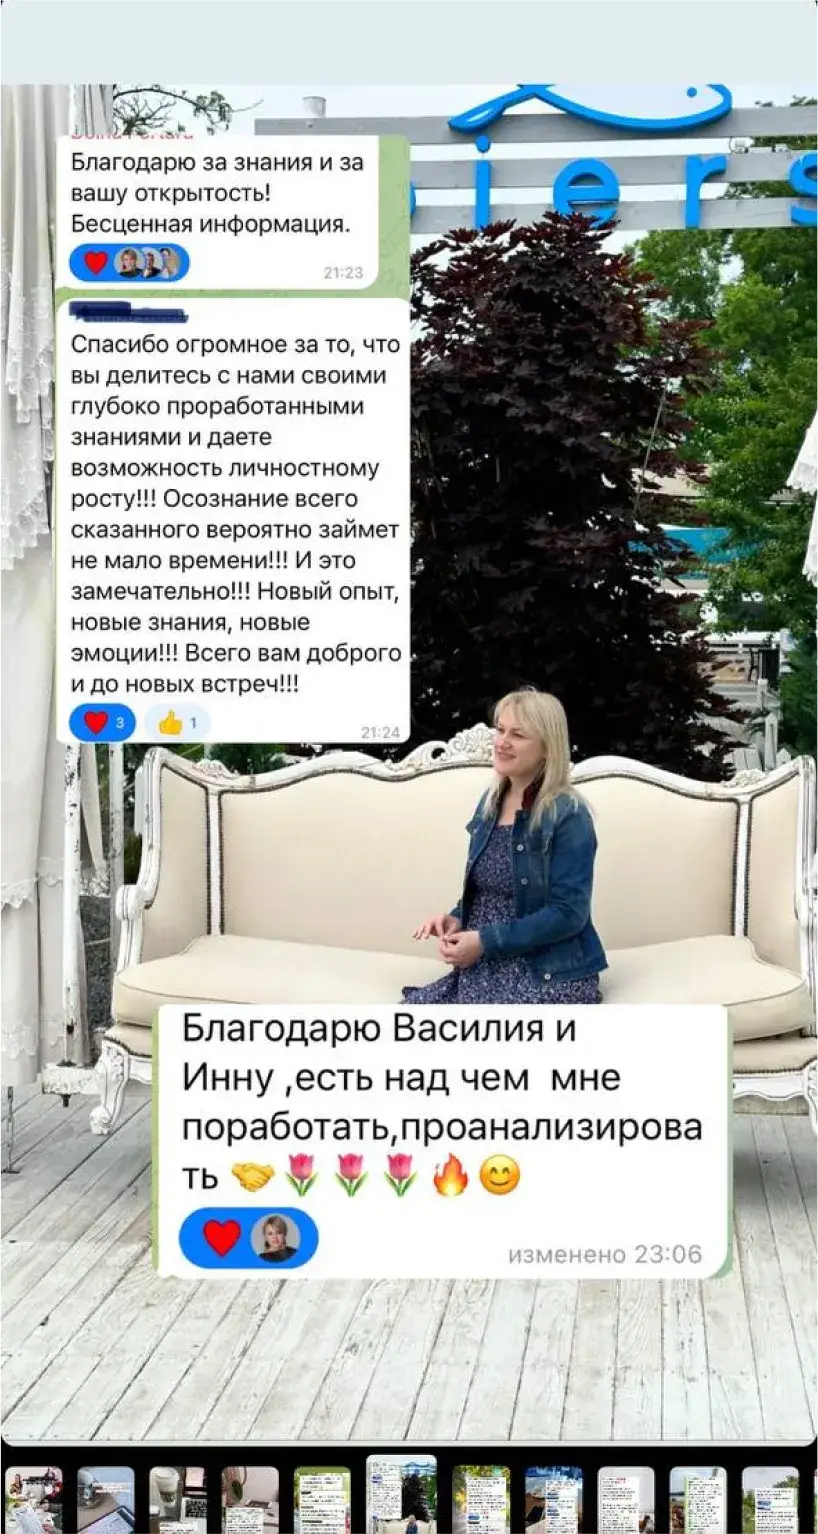 iers
Благодарю за знания и за
вашу открытость!
Бесценная информация.
21:23
Спасибо огромное за то, что
вы делитесь с нами своими
глубоко проработанными
знаниями и даете
возможность личностному
росту!!! Осознание всего
сказанного вероятно займет
не мало времени!!! И это
замечательно!!! Новый опыт,
новые знания, новые
эмоции!!! Всего вам доброго
и до новых встреч!!!
3 1
21:24
Благодарю Василия и
Инну ,есть над чем мне
поработать,проанализирова
ть 🤝🌷🌷🌷🔥😊
изменено 23:06